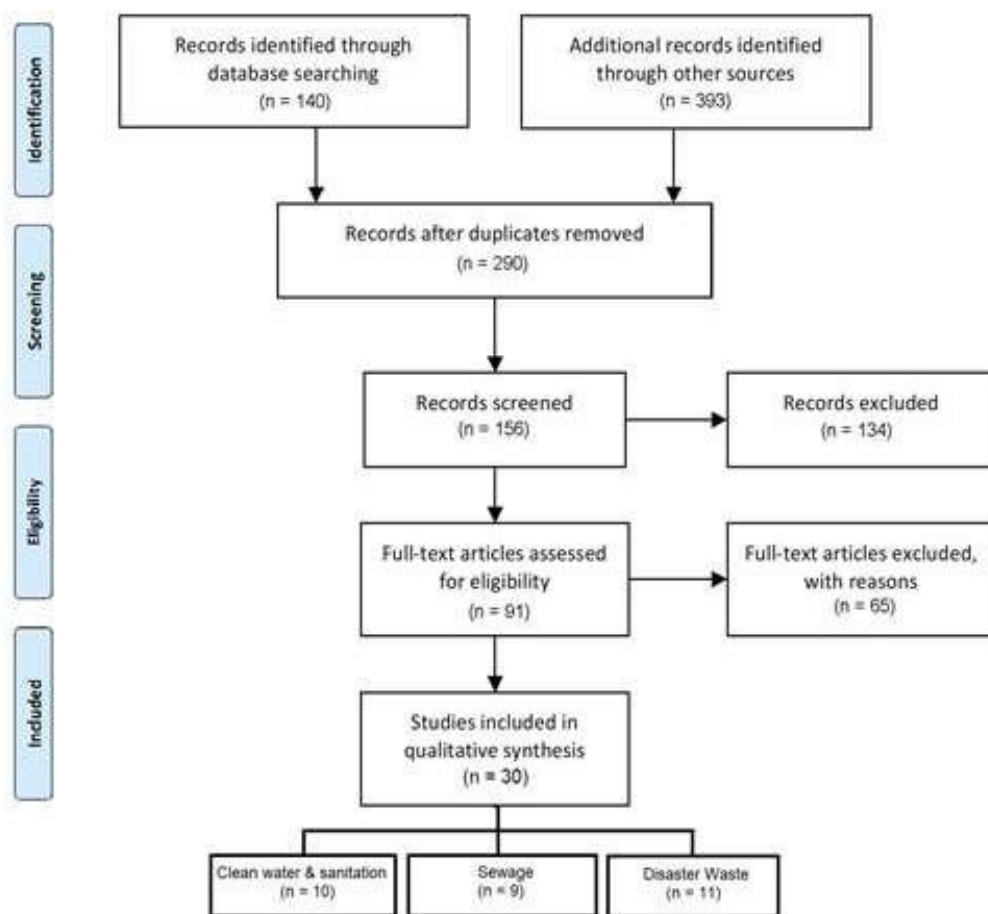 Identification
Records identified through
database searching
(n = 140)
Additional records identified
through other sources
(n = 393)
Screening
Records after duplicates removed
(n = 290)
Records screened
(n = 156)
Records excluded
(n = 134)
Eligibility
Full-text articles assessed
for eligibility
(n = 91)
Full-text articles excluded,
with reasons
(n = 65)
Included
Studies included in
qualitative synthesis
(n = 30)
Clean water & sanitation
(n = 10)
Sewage
(n = 9)
Disaster Waste
(n = 11)